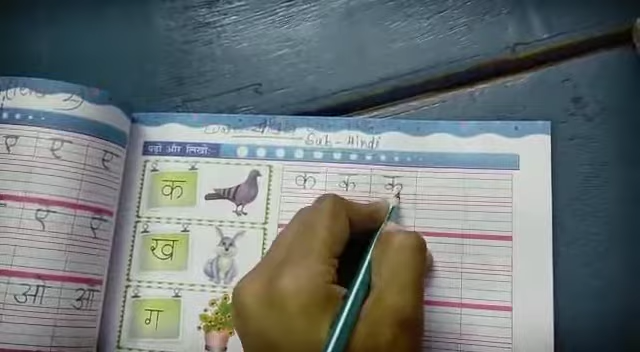 Sub-Hindi
पढ़ो और लिखो:-
ए ए ए
क क क क
ए ए
ख
ओ ओ
ग